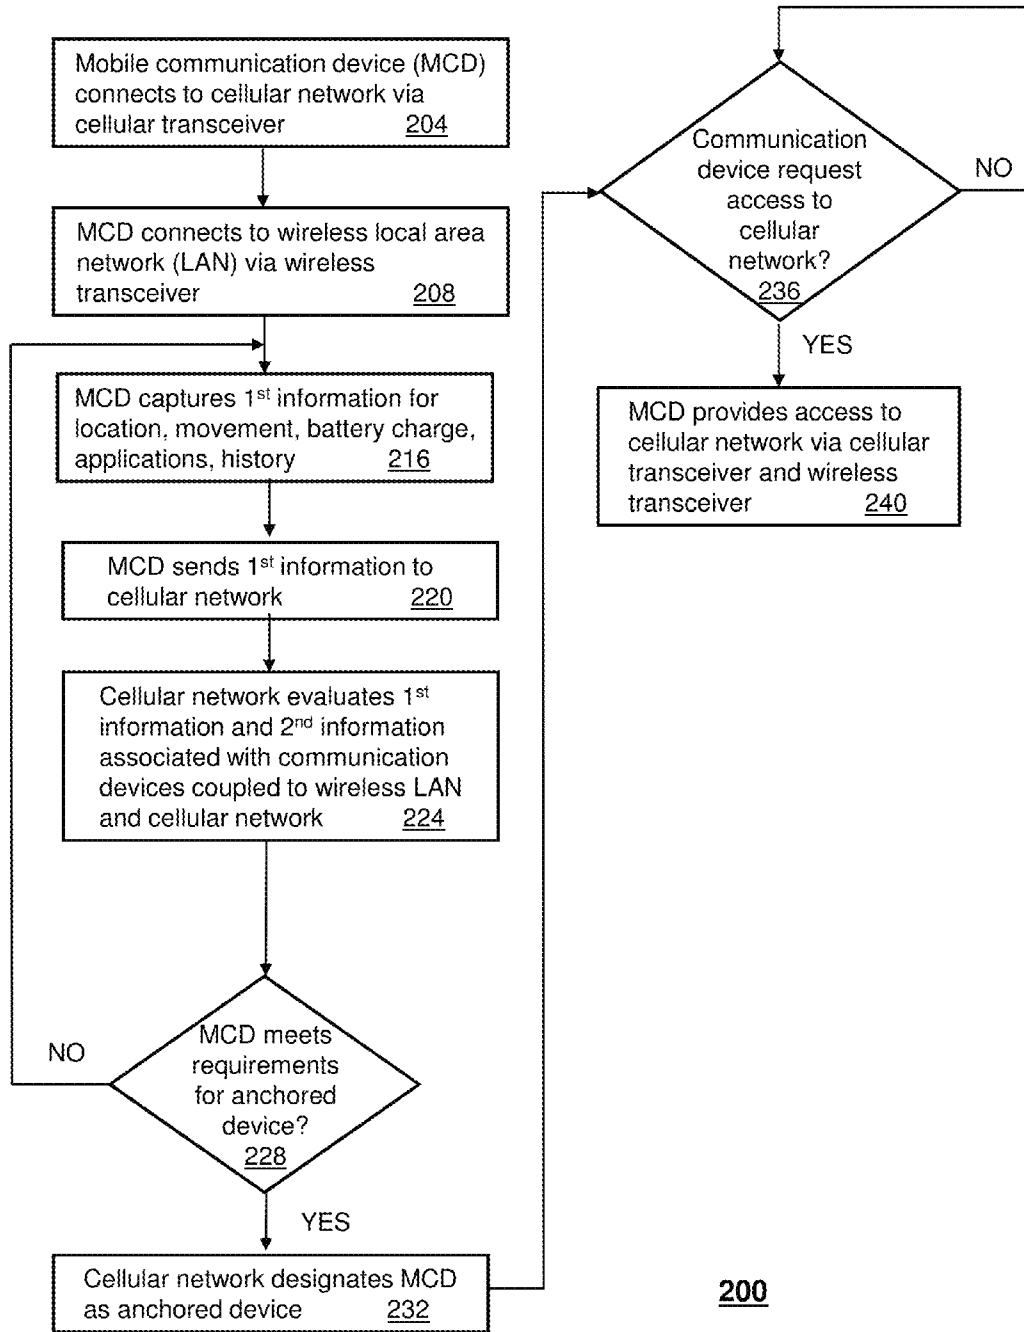 Mobile communication device (MCD)
connects to cellular network via
cellular transceiver 204
MCD connects to wireless local area
network (LAN) via wireless
transceiver 208
MCD captures 1st information for
location, movement, battery charge,
applications, history 216
MCD sends 1st information to
cellular network 220
Cellular network evaluates 1st
information and 2nd information
associated with communication
devices coupled to wireless LAN
and cellular network 224
NO
MCD meets
requirements
for anchored
device?
228
YES
Cellular network designates MCD
as anchored device 232
Communication
device request
access to
cellular
network?
236
NO
YES
MCD provides access to
cellular network via cellular
transceiver and wireless
transceiver 240
200